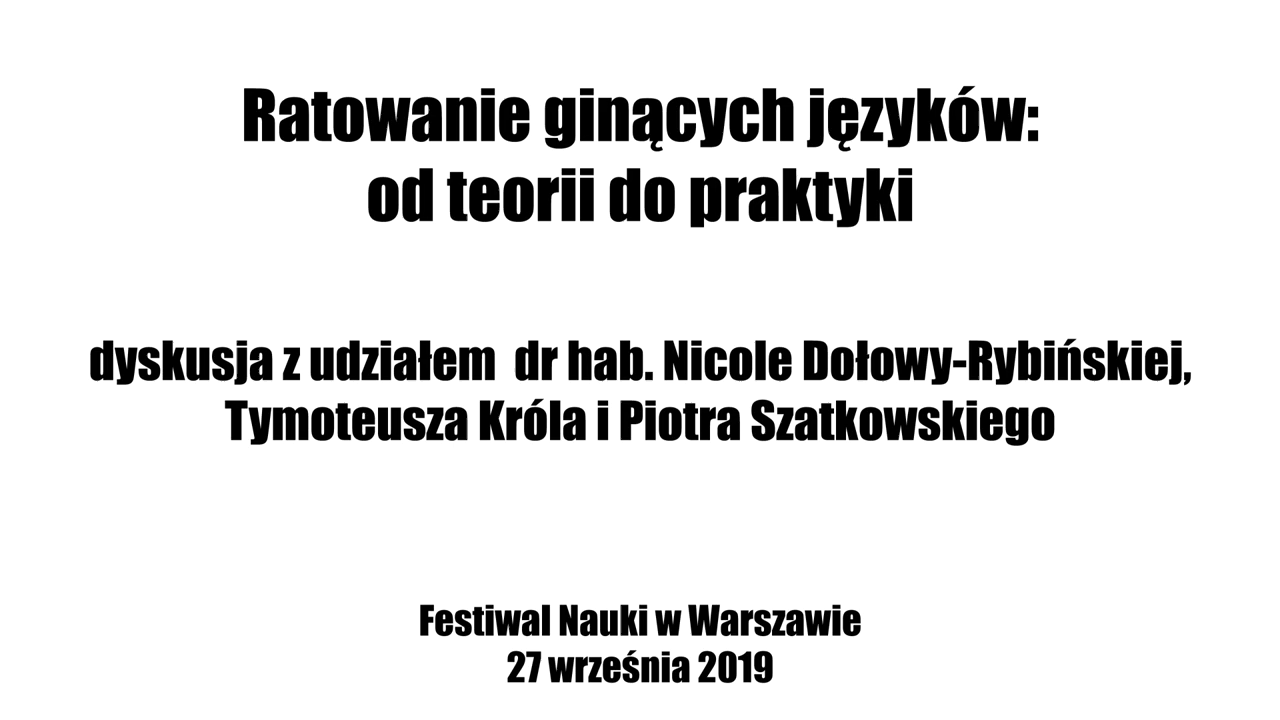 Ratowanie ginących języków:
od teorii do praktyki
dyskusja z udziałem dr hab. Nicole Dołowy-Rybińskiej,
Tymoteusza Króla i Piotra Szatkowskiego
Festiwal Nauki w Warszawie
27 września 2019